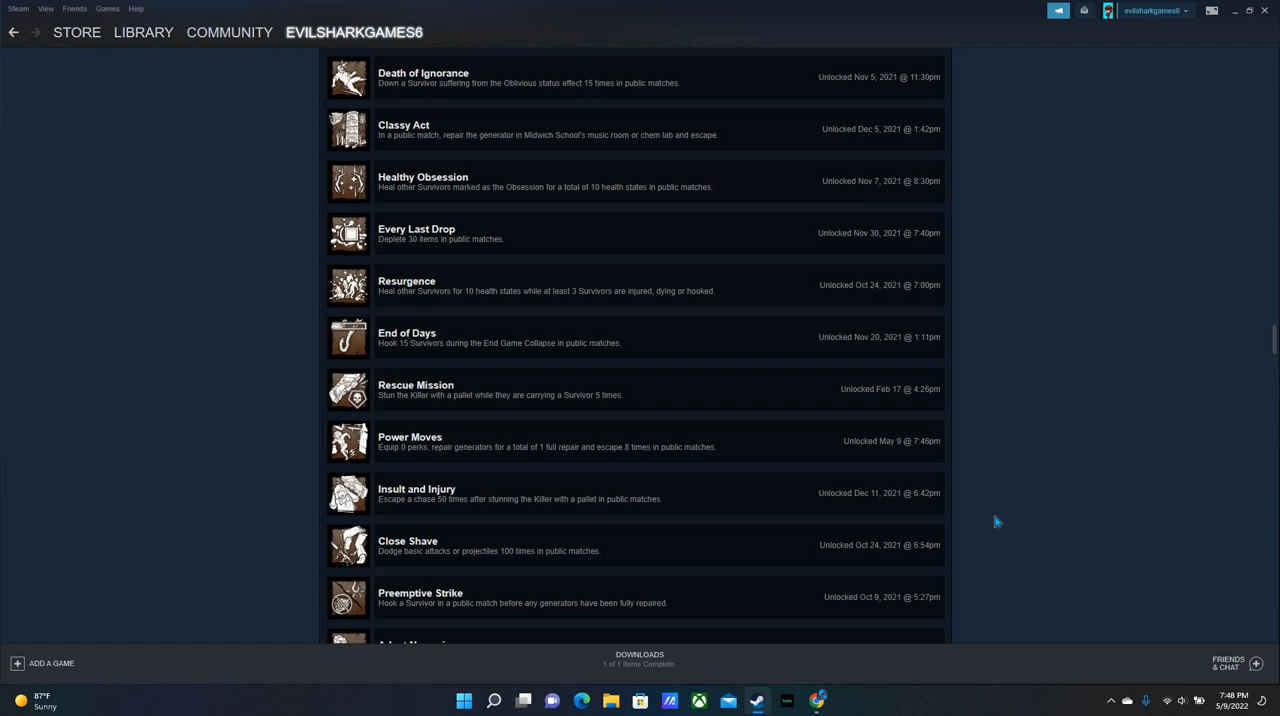 Steam View Friends Games Help
evilsharkgames6
STORE LIBRARY COMMUNITY EVILSHARKGAMES6
Death of Ignorance
Down a Survivor suffering from the Oblivious status effect 15 times in public matches.
Unlocked Nov 5, 2021 @ 11:30pm
Classy Act
In a public match, repair the generator in Midwich School's music room or chem lab and escape.
Unlocked Dec 5, 2021 @ 1:42pm
Healthy Obsession
Heal other Survivors marked as the Obsession for a total of 10 health states in public matches.
Unlocked Nov 7, 2021 @ 8:30pm
Every Last Drop
Deplete 30 items in public matches.
Unlocked Nov 30, 2021 @ 7:40pm
Resurgence
Heal other Survivors for 10 health states while at least 3 Survivors are injured, dying or hooked.
Unlocked Oct 24, 2021 @ 7:00pm
End of Days
Hook 15 Survivors during the End Game Collapse in public matches.
Unlocked Nov 20, 2021 @ 1:11pm
Rescue Mission
Stun the Killer with a pallet while they are carrying a Survivor 5 times.
Unlocked Feb 17 @ 4:26pm
Power Moves
Equip 0 perks, repair generators for a total of 1 full repair and escape 8 times in public matches.
Unlocked May 9 @ 7:46pm
Insult and Injury
Escape a chase 50 times after stunning the Killer with a pallet in public matches.
Unlocked Dec 11, 2021 @ 6:42pm
Close Shave
Dodge basic attacks or projectiles 100 times in public matches.
Unlocked Oct 24, 2021 @ 6:54pm
Preemptive Strike
Hook a Survivor in a public match before any generators have been fully repaired.
Unlocked Oct 9, 2021 @ 5:27pm
ADD A GAME
DOWNLOADS
1 of 1 Items Complete
FRIENDS
& CHAT
87°F
Sunny
hulu
7:48 PM
5/9/2022